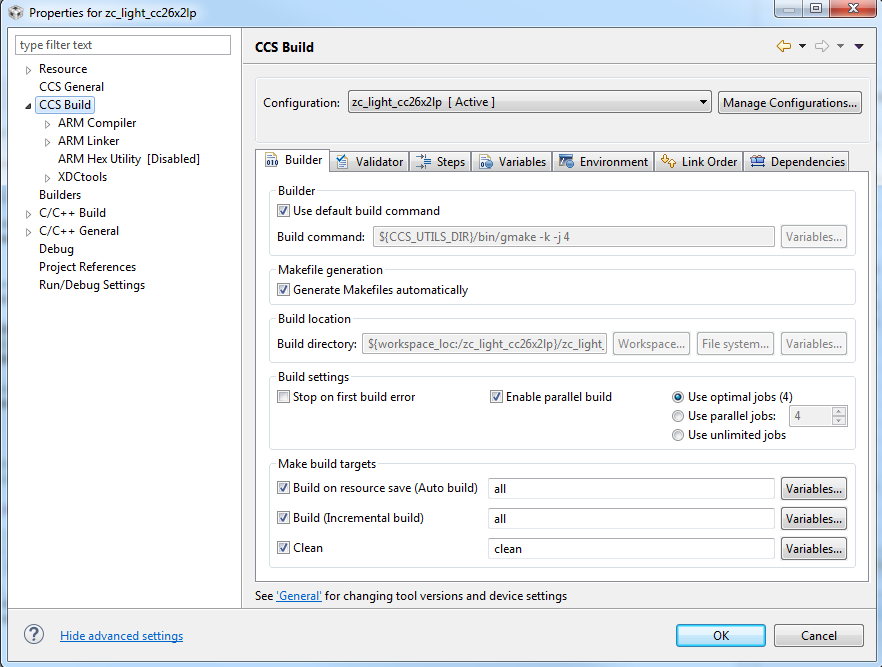 Properties for zc_light_cc26x2lp
type filter text
Resource
CCS General
CCS Build
ARM Compiler
ARM Linker
ARM Hex Utility [Disabled]
XDCtools
Builders
C/C++ Build
C/C++ General
Debug
Project References
Run/Debug Settings
CCS Build
Configuration: zc_light_cc26x2lp [ Active ] Manage Configurations...
Builder Validator Steps Variables Environment Link Order Dependencies
Builder
Use default build command
Build command: ${CCS_UTILS_DIR}/bin/gmake -k -j 4 Variables...
Makefile generation
Generate Makefiles automatically
Build location
Build directory: ${workspace_loc:/zc_light_cc26x2lp}/zc_light_ Workspace... File system... Variables...
Build settings
Stop on first build error Enable parallel build Use optimal jobs (4)
Use parallel jobs: 4
Use unlimited jobs
Make build targets
Build on resource save (Auto build) all Variables...
Build (Incremental build) all Variables...
Clean clean Variables...
See 'General' for changing tool versions and device settings
? Hide advanced settings OK Cancel